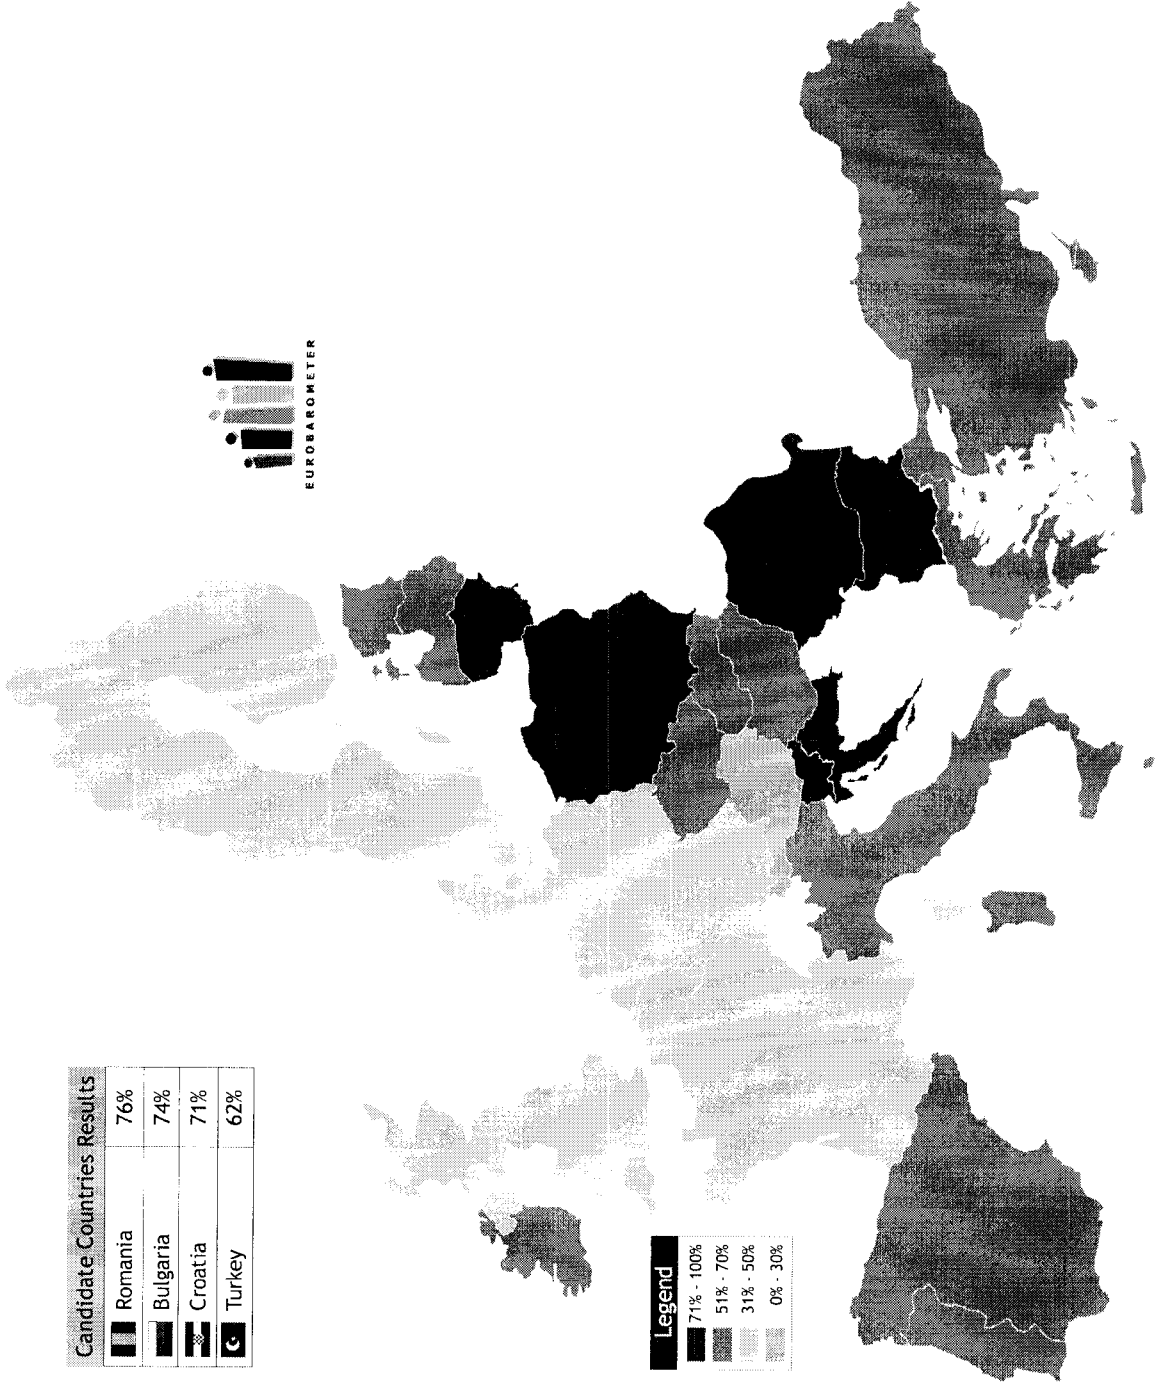 Candidate Countries Results
Romania 76%
Bulgaria 74%
Croatia 71%
Turkey 62%
EUROBAROMETER
Legend
71% - 100%
51% - 70%
31% - 50%
0% - 30%